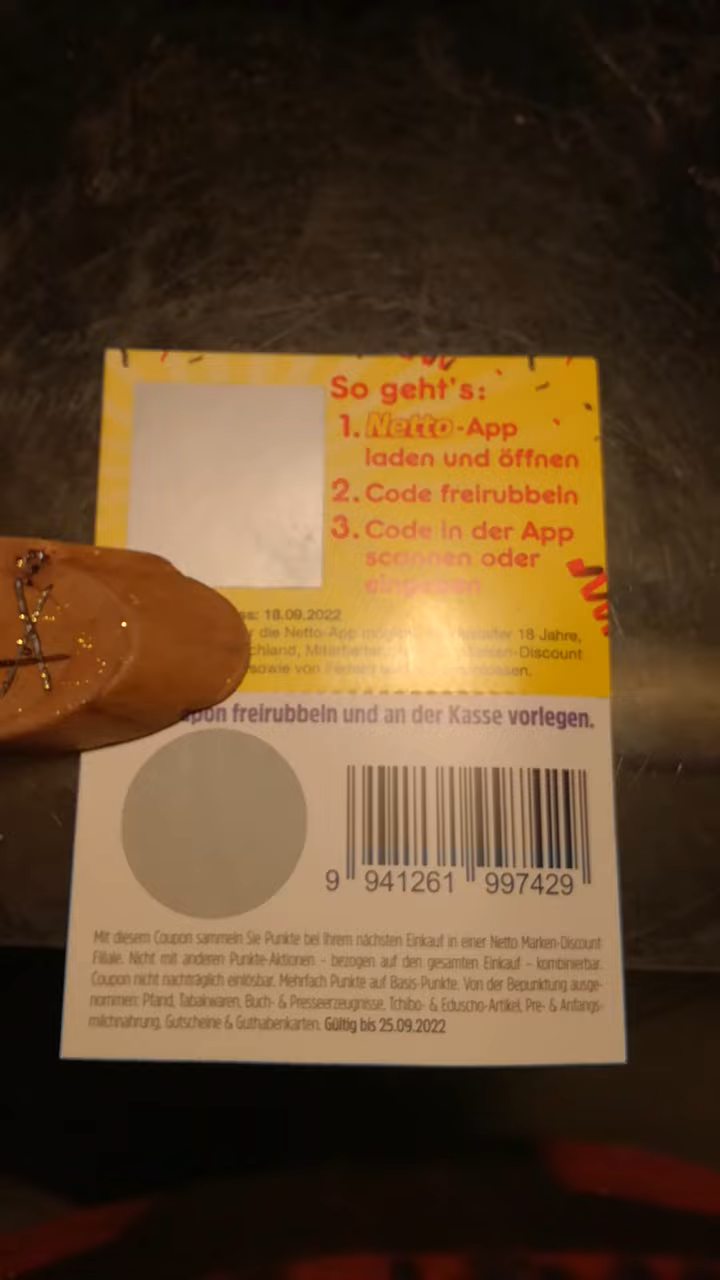 So geht's:
1. Netto-App
laden und öffnen
2. Code freirubbeln
3. Code in der App
scannen oder
eingeben
18.09.2022
die Netto-App 18 Jahre,
-Discount
sowie von
freirubbeln und an der Kasse vorlegen.
9 941261 997429
Mit diesem Coupon sammeln Sie Punkte bei Ihrem nächsten Einkauf in einer Netto Marken-Discount
Filiale. Nicht mit anderen Punkte-Aktionen – bezogen auf den gesamten Einkauf – kombinierbar.
Coupon nicht nachträglich einlösbar. Mehrfach Punkte auf Basis-Punkte. Von der Bepunktung ausge-
nommen: Pfand, Tabakwaren, Buch- & Presseerzeugnisse, Tchibo- & Eduscho-Artikel, Pre- & Anfangs-
milchnahrung, Gutscheine & Guthabenkarten. Gültig bis 25.09.2022